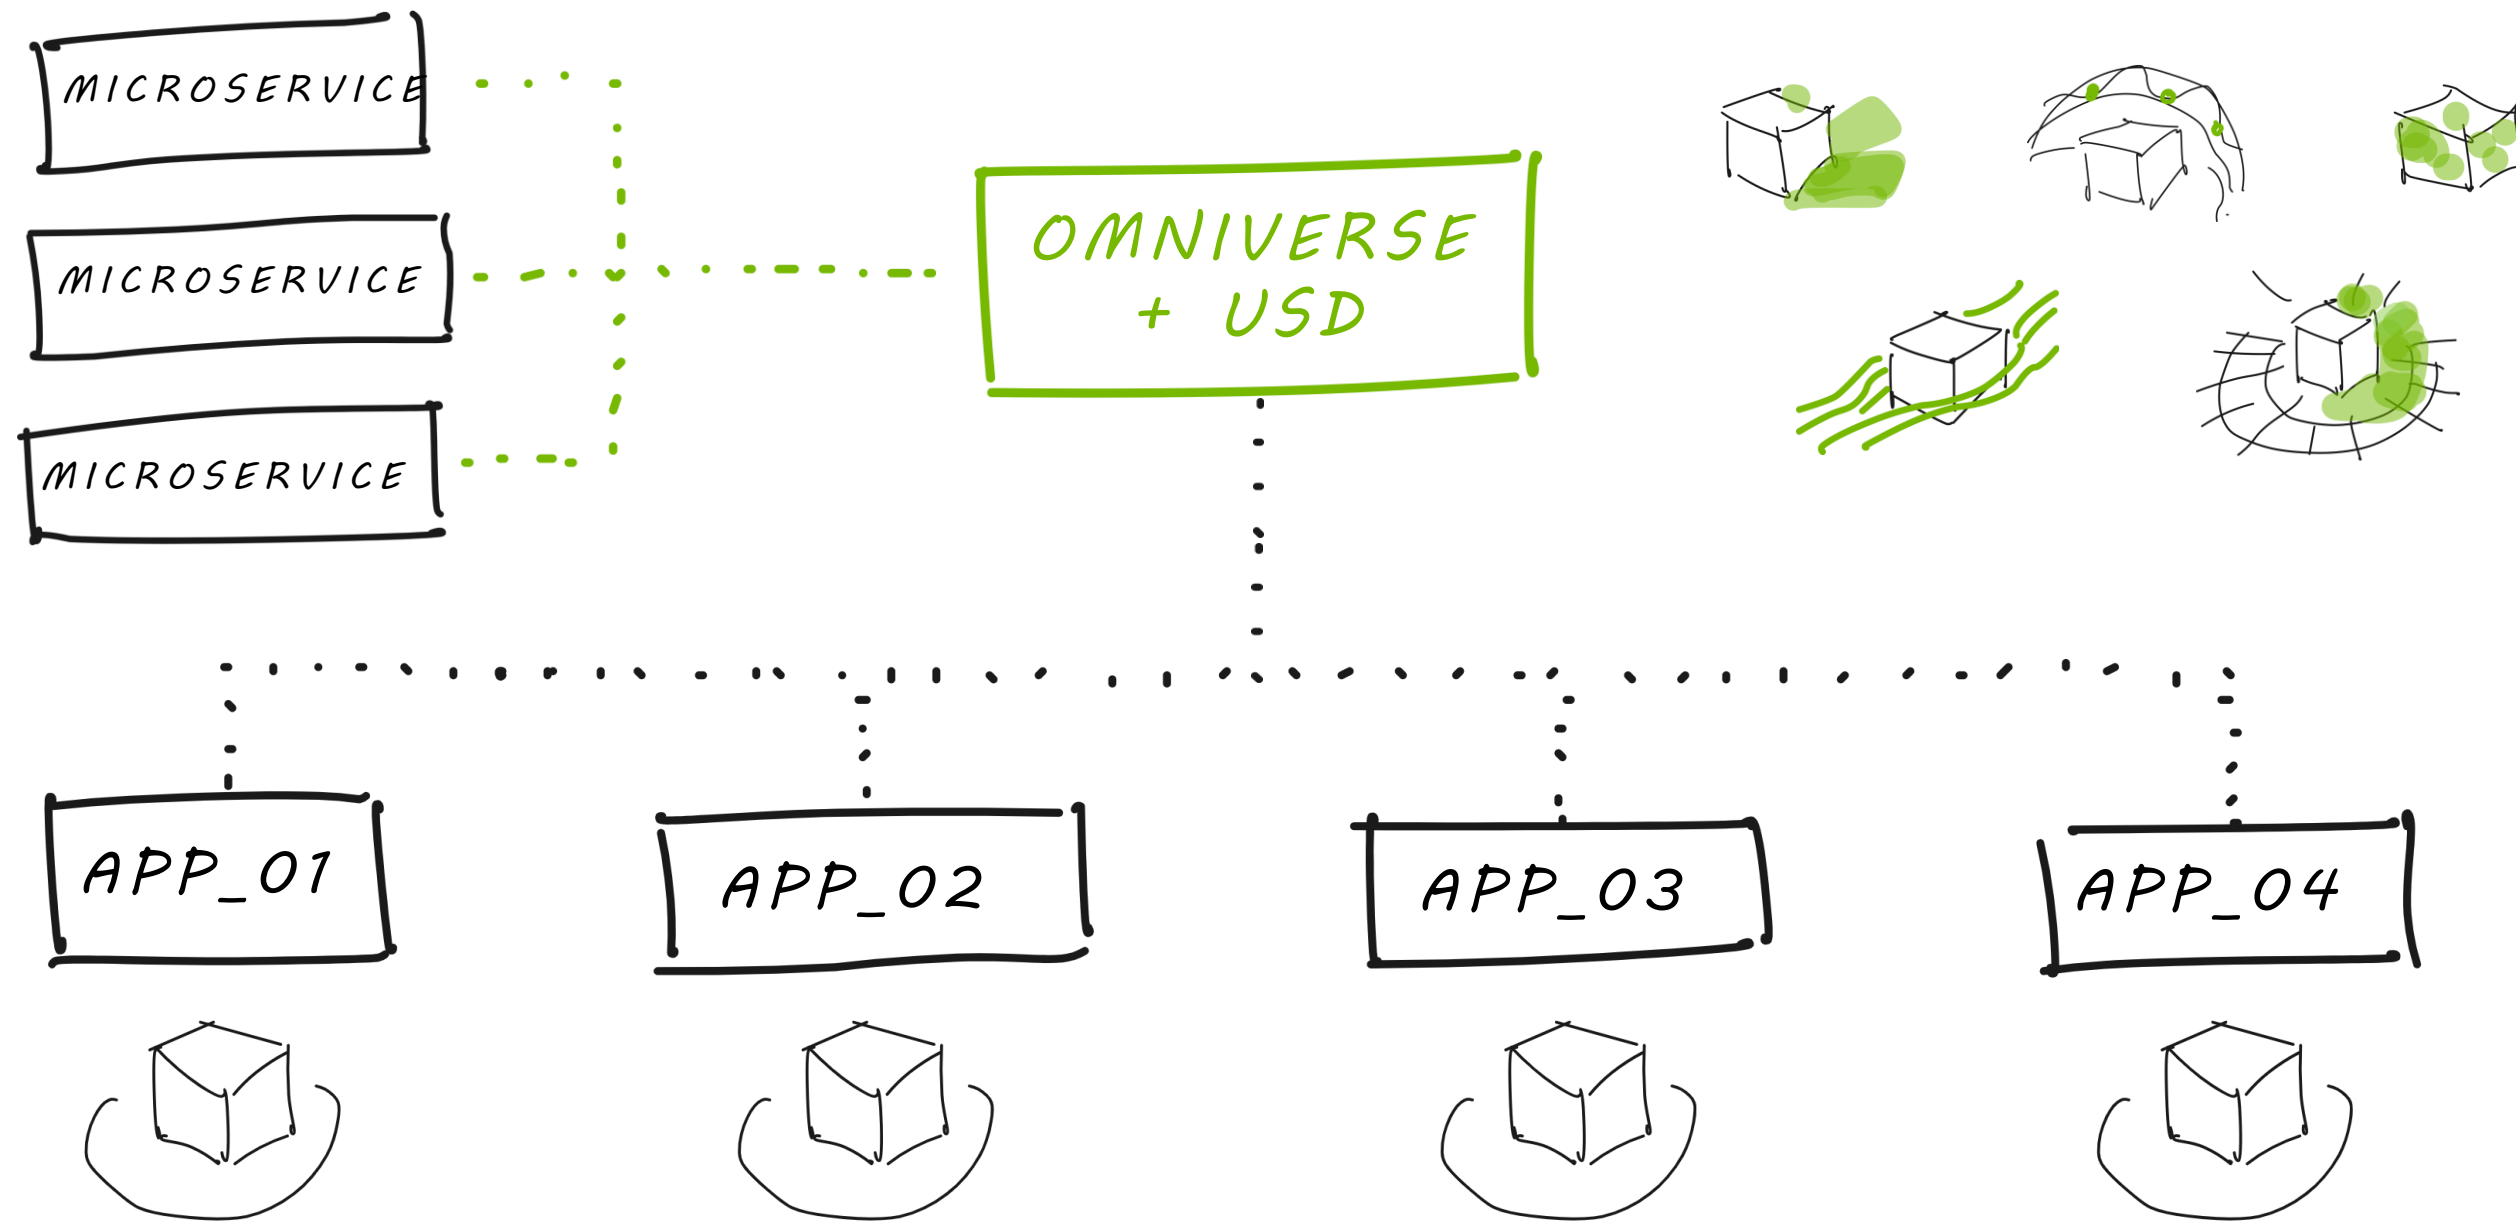 MICROSERVICE
MICROSERVICE
MICROSERVICE
OMNIVERSE
+ USD
APP_01
APP_02
APP_03
APP_04